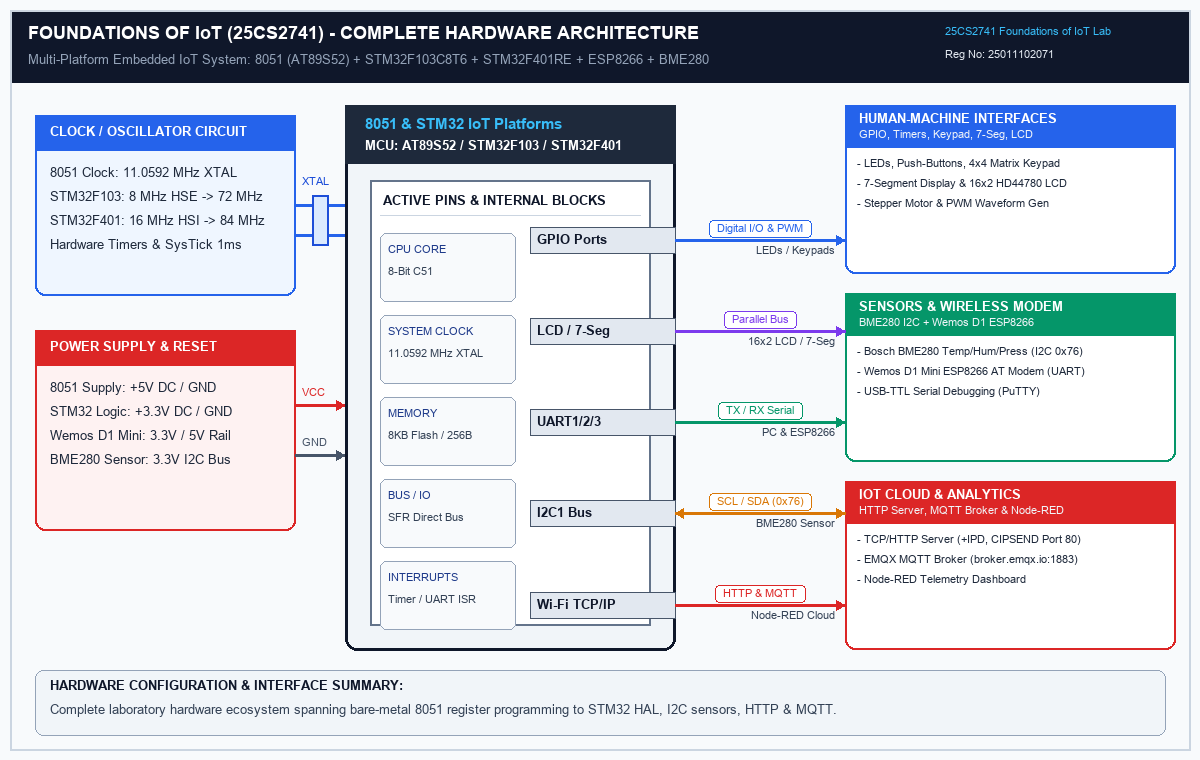 FOUNDATIONS OF IoT (25CS2741) - COMPLETE HARDWARE ARCHITECTURE
Multi-Platform Embedded IoT System: 8051 (AT89S52) + STM32F103C8T6 + STM32F401RE + ESP8266 + BME280
25CS2741 Foundations of IoT Lab
Reg No: 25011102071
CLOCK / OSCILLATOR CIRCUIT
8051 Clock: 11.0592 MHz XTAL
STM32F103: 8 MHz HSE -> 72 MHz
STM32F401: 16 MHz HSI -> 84 MHz
Hardware Timers & SysTick 1ms
XTAL
POWER SUPPLY & RESET
8051 Supply: +5V DC / GND
STM32 Logic: +3.3V DC / GND
Wemos D1 Mini: 3.3V / 5V Rail
BME280 Sensor: 3.3V I2C Bus
VCC
GND
8051 & STM32 IoT Platforms
MCU: AT89S52 / STM32F103 / STM32F401
ACTIVE PINS & INTERNAL BLOCKS
CPU CORE
8-Bit C51
SYSTEM CLOCK
11.0592 MHz XTAL
MEMORY
8KB Flash / 256B
BUS / IO
SFR Direct Bus
INTERRUPTS
Timer / UART ISR
GPIO Ports
LCD / 7-Seg
UART1/2/3
I2C1 Bus
Wi-Fi TCP/IP
Digital I/O & PWM
LEDs / Keypads
Parallel Bus
16x2 LCD / 7-Seg
TX / RX Serial
PC & ESP8266
SCL / SDA (0x76)
BME280 Sensor
HTTP & MQTT
Node-RED Cloud
HUMAN-MACHINE INTERFACES
GPIO, Timers, Keypad, 7-Seg, LCD
- LEDs, Push-Buttons, 4x4 Matrix Keypad
- 7-Segment Display & 16x2 HD44780 LCD
- Stepper Motor & PWM Waveform Gen
SENSORS & WIRELESS MODEM
BME280 I2C + Wemos D1 ESP8266
- Bosch BME280 Temp/Hum/Press (I2C 0x76)
- Wemos D1 Mini ESP8266 AT Modem (UART)
- USB-TTL Serial Debugging (PuTTY)
IOT CLOUD & ANALYTICS
HTTP Server, MQTT Broker & Node-RED
- TCP/HTTP Server (+IPD, CIPSEND Port 80)
- EMQX MQTT Broker (broker.emqx.io:1883)
- Node-RED Telemetry Dashboard
HARDWARE CONFIGURATION & INTERFACE SUMMARY:
Complete laboratory hardware ecosystem spanning bare-metal 8051 register programming to STM32 HAL, I2C sensors, HTTP & MQTT.